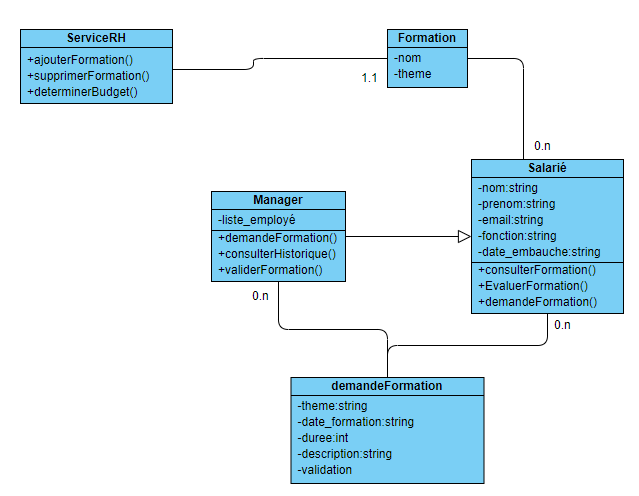 ServiceRH
+ajouterFormation()
+supprimerFormation()
+determinerBudget()
Formation
-nom
-theme
1.1
0.n
Salarié
-nom:string
-prenom:string
-email:string
-fonction:string
-date_embauche:string
+consulterFormation()
+EvaluerFormation()
+demandeFormation()
Manager
-liste_employé
+demandeFormation()
+consulterHistorique()
+validerFormation()
0.n
0.n
demandeFormation
-theme:string
-date_formation:string
-duree:int
-description:string
-validation